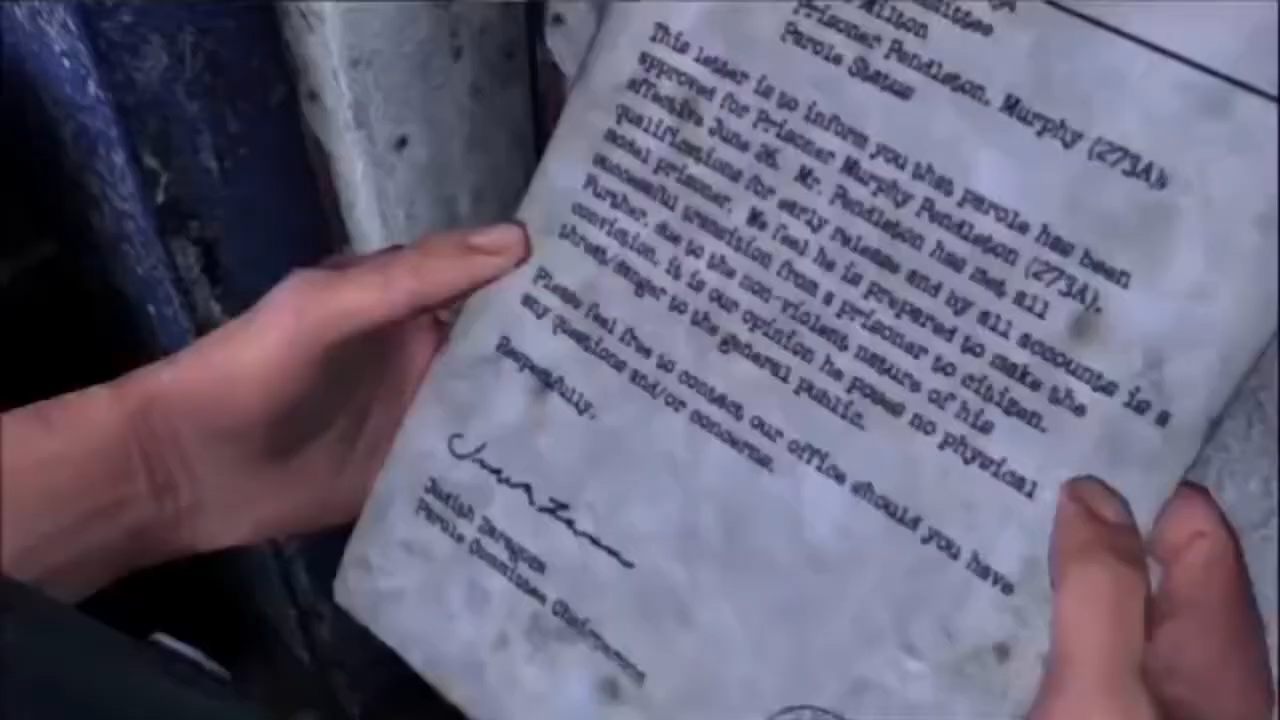 Milton
Prisoner Pendleton, Murphy (273A)
Parole Status
This letter is to inform you that parole has been
approved for Prisoner Murphy Pendleton (273A),
effective June 26. Mr. Pendleton has met all
qualifications for early release and by all accounts is a
model prisoner. We feel he is prepared to make the
successful transition from a prisoner to citizen.
Further, due to the non-violent nature of his
conviction, it is our opinion he poses no physical
threat/danger to the general public.
Please feel free to contact our office should you have
any questions and/or concerns.
Respectfully,
Parole Committee